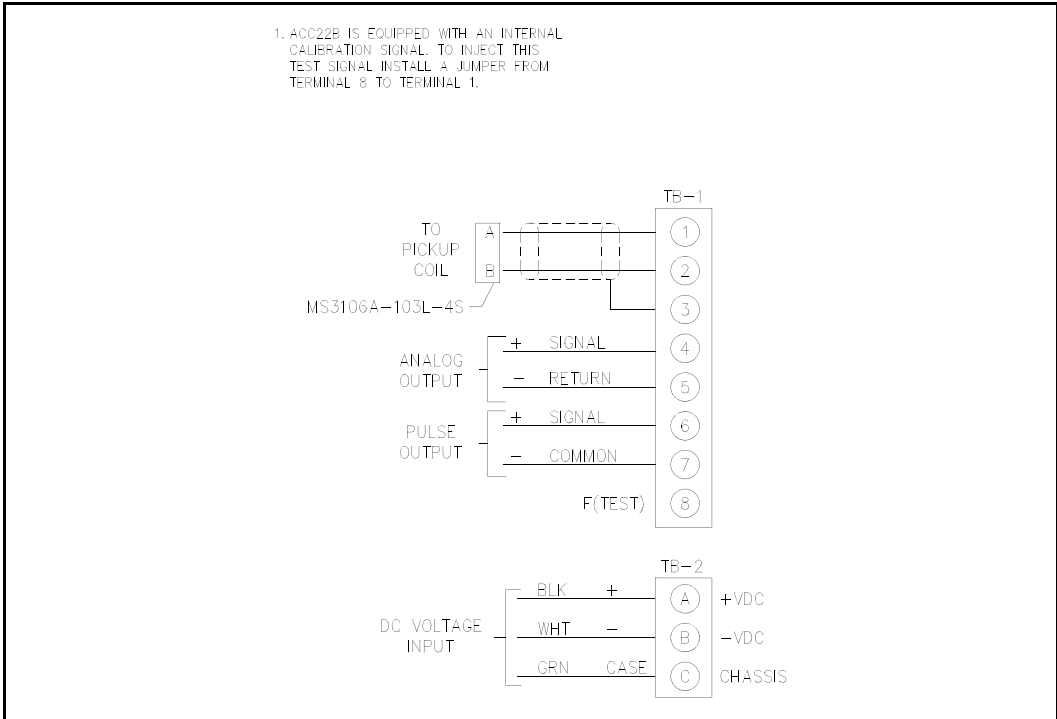 1. ACC22B IS EQUIPPED WITH AN INTERNAL
CALIBRATION SIGNAL. TO INJECT THIS
TEST SIGNAL INSTALL A JUMPER FROM
TERMINAL 8 TO TERMINAL 1.
TB-1
TO
PICKUP
COIL
A
B
MS3106A-103L-4S
1
2
3
ANALOG
OUTPUT
+ SIGNAL
- RETURN
4
5
PULSE
OUTPUT
+ SIGNAL
- COMMON
6
7
F(TEST)
8
TB-2
DC VOLTAGE
INPUT
BLK +
A
+VDC
WHT -
B
-VDC
GRN CASE
C
CHASSIS